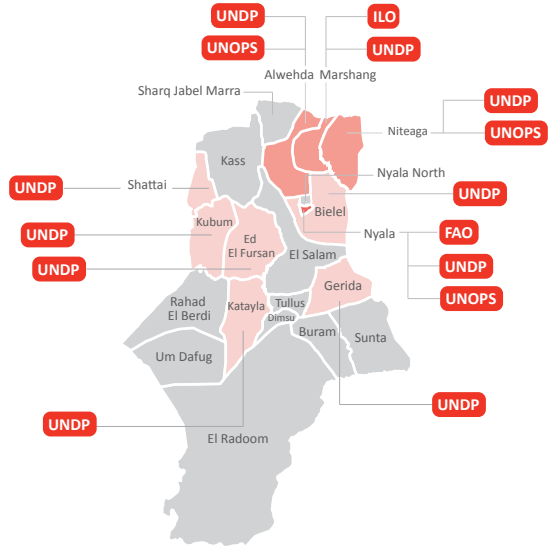 UNDP
ILO
UNOPS
UNDP
Alwehda
Marshang
Sharq Jabel Marra
UNDP
Niteaga
UNOPS
Kass
Nyala North
Shattai
UNDP
UNDP
Kubum
Bielel
UNDP
Ed
El Fursan
Nyala
FAO
El Salam
UNDP
UNDP
Gerida
UNOPS
Rahad
El Berdi
Katayla
Tullus
Dimsu
Buram
Sunta
Um Dafug
UNDP
UNDP
El Radoom